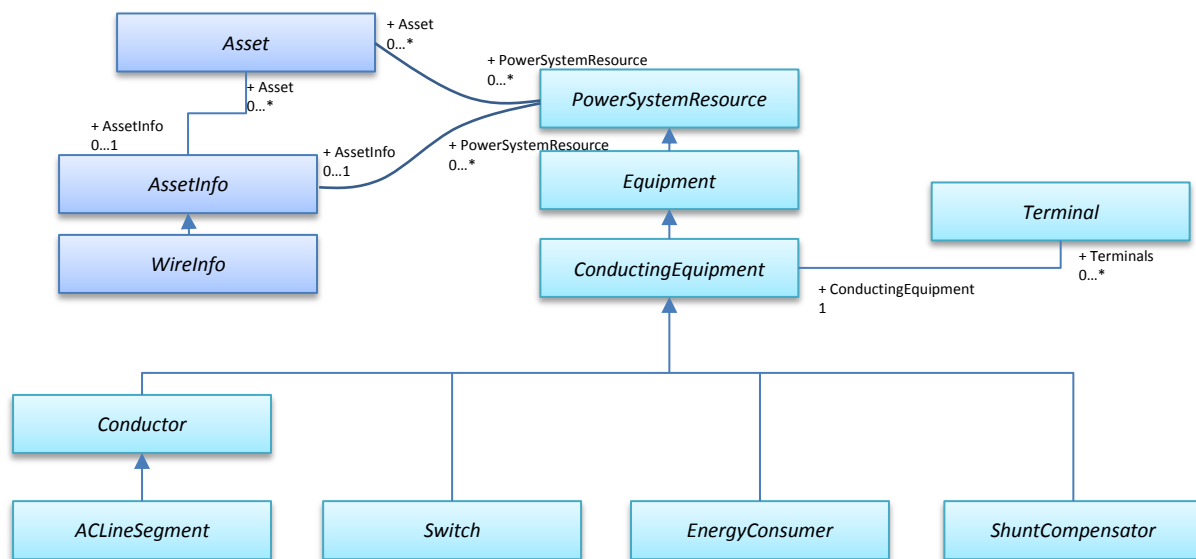 Asset
+ Asset
0...*
+ PowerSystemResource
0...*
PowerSystemResource
+ Asset
0...*
+ AssetInfo
0...1
+ AssetInfo
0...1
+ PowerSystemResource
0...*
AssetInfo
Equipment
Terminal
WireInfo
ConductingEquipment
+ Terminals
0...*
+ ConductingEquipment
1
Conductor
ACLineSegment
Switch
EnergyConsumer
ShuntCompensator